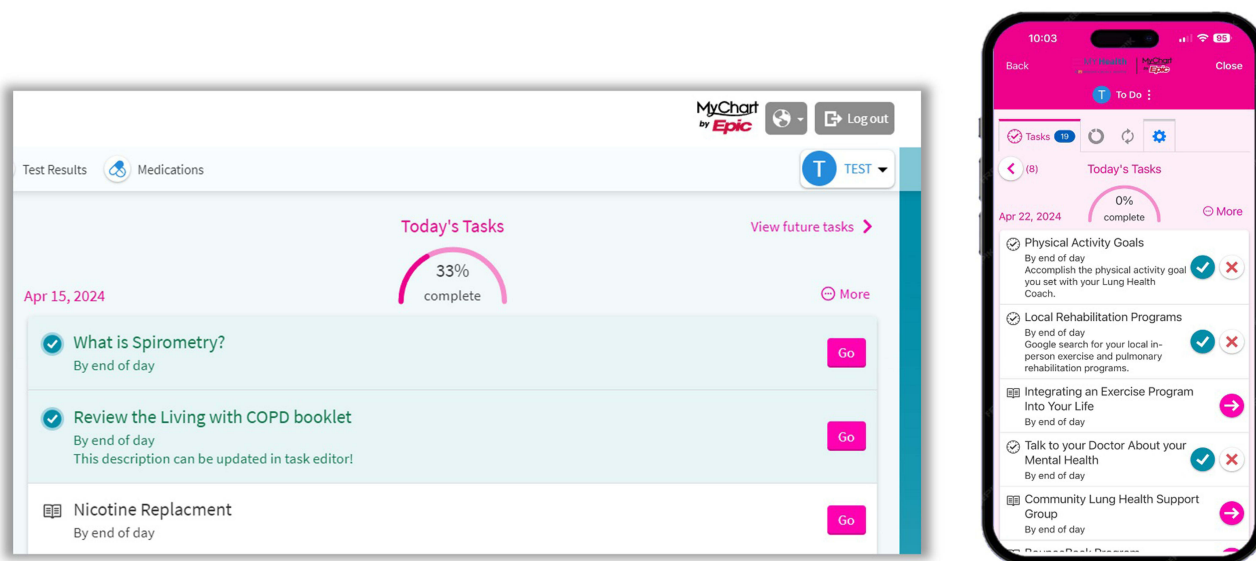 MyChart
by Epic
Log out
Test Results
Medications
T
TEST
Today's Tasks
View future tasks
33%
complete
Apr 15, 2024
More
What is Spirometry?
By end of day
Go
Review the Living with COPD booklet
By end of day
This description can be updated in task editor!
Go
Nicotine Replacment
By end of day
Go
10:03
95
Back
MyChart
by Epic
Close
T To Do
Tasks 19
(8)
Today's Tasks
0%
complete
Apr 22, 2024
More
Physical Activity Goals
By end of day
Accomplish the physical activity goal
you set with your Lung Health
Coach.
Local Rehabilitation Programs
By end of day
Google search for your local in-
person exercise and pulmonary
rehabilitation programs.
Integrating an Exercise Program
Into Your Life
By end of day
Talk to your Doctor About your
Mental Health
By end of day
Community Lung Health Support
Group
By end of day